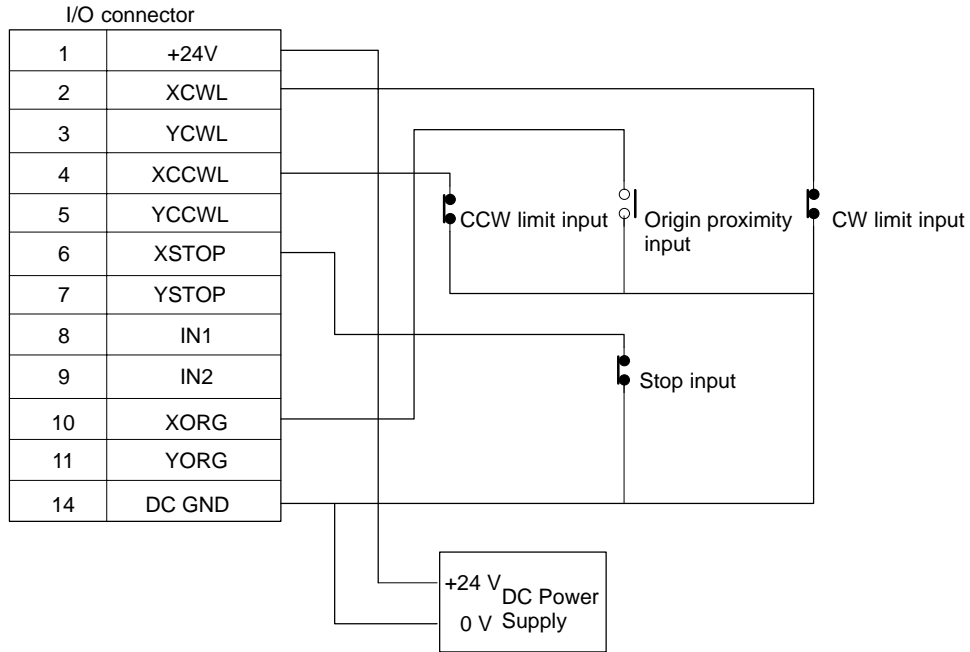 I/O connector
1 +24V
2 XCWL
3 YCWL
4 XCCWL
5 YCCWL
6 XSTOP
7 YSTOP
8 IN1
9 IN2
10 XORG
11 YORG
14 DC GND
CCW limit input
Origin proximity
input
CW limit input
Stop input
+24 V
0 V
DC Power
Supply